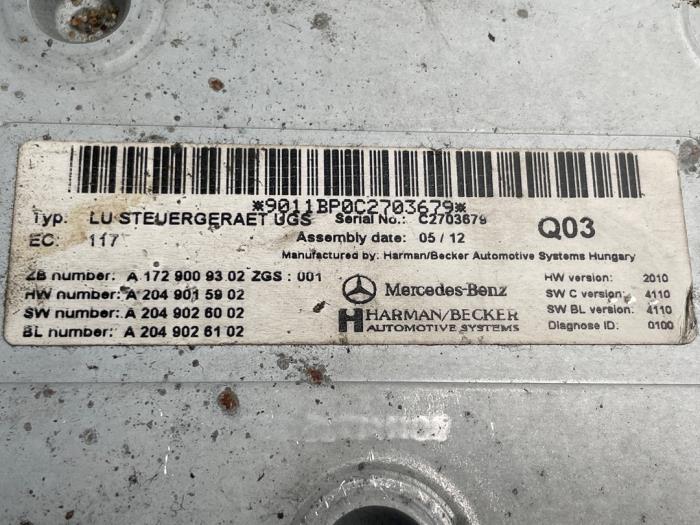 *9011BP0C2703679*
Typ: LU STEUERGERAET UGS Serial No.: C2703679
EC: 117 Assembly date: 05 / 12 Q03
Manufactured by: Harman/Becker Automotive Systems Hungary
ZB number: A 172 900 93 02 ZGS : 001
HW number: A 204 901 59 02
SW number: A 204 902 60 02
BL number: A 204 902 61 02
Mercedes-Benz
HARMAN/BECKER
AUTOMOTIVE SYSTEMS
HW version: 2010
SW C version: 4110
SW BL version: 4110
Diagnose ID: 0100